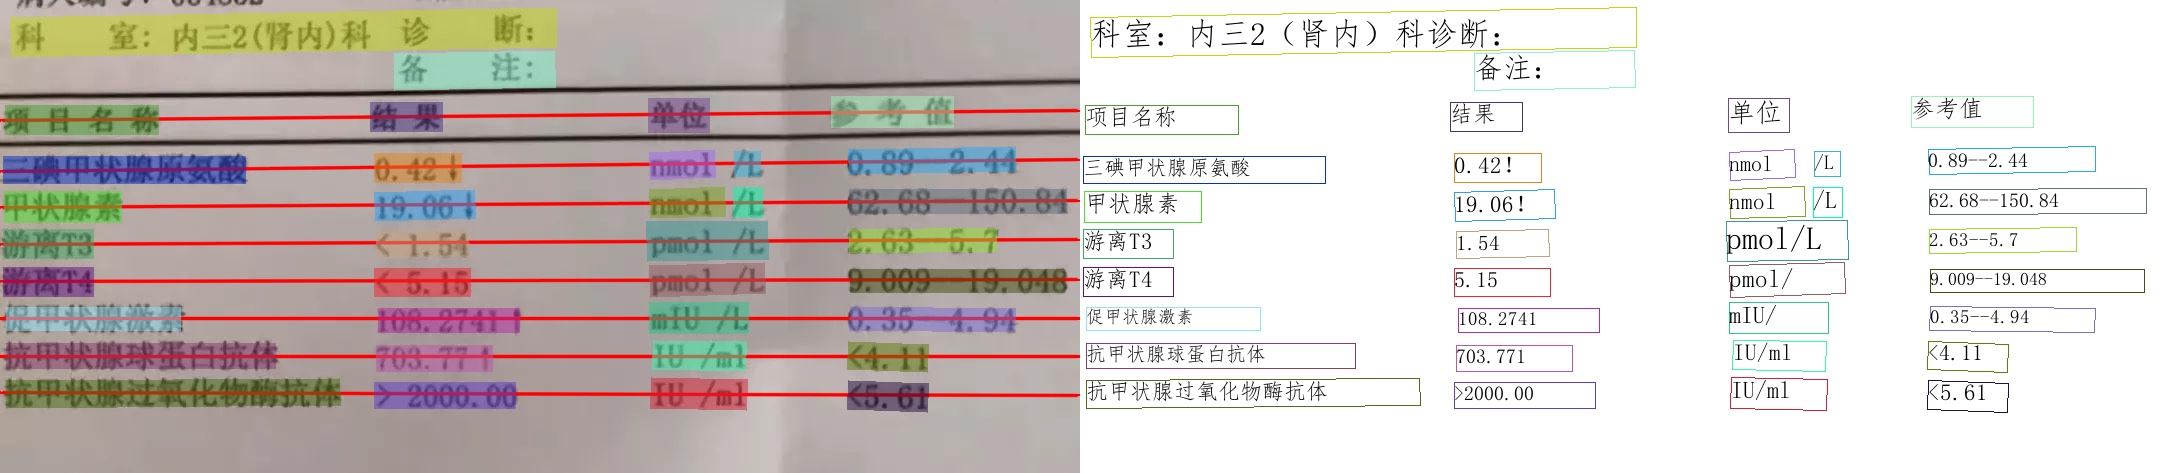 科 室: 内三2(肾内)科 诊 断:
备 注:
项 目 名 称 结 果 单位 参 考 值
三碘甲状腺原氨酸 0.42↓ nmol /L 0.89--2.44
甲状腺素 19.06↓ nmol /L 62.68--150.84
游离T3 < 1.54 pmol /L 2.63--5.7
游离T4 < 5.15 pmol /L 9.009--19.048
促甲状腺激素 108.2741↑ mIU /L 0.35--4.94
抗甲状腺球蛋白抗体 703.77↑ IU /ml <4.11
抗甲状腺过氧化物酶抗体 > 2000.00 IU /ml <5.61
科室: 内三2（肾内）科诊断:
备注:
项目名称 结果 单位 参考值
三碘甲状腺原氨酸 0.42! nmol /L 0.89--2.44
甲状腺素 19.06! nmol /L 62.68--150.84
游离T3 1.54 pmol/L 2.63--5.7
游离T4 5.15 pmol/ 9.009--19.048
促甲状腺激素 108.2741 mIU/ 0.35--4.94
抗甲状腺球蛋白抗体 703.771 IU/ml <4.11
抗甲状腺过氧化物酶抗体 >2000.00 IU/ml <5.61